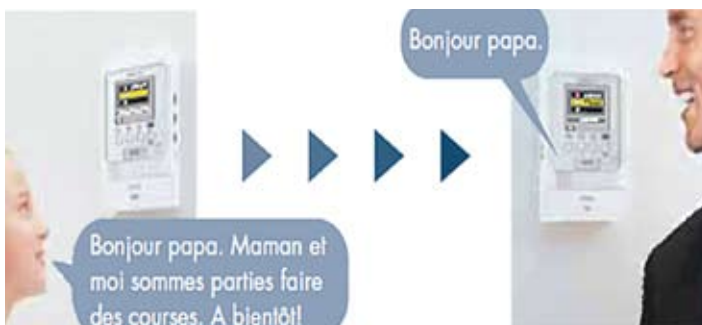 Bonjour papa.
Bonjour papa. Maman et
moi sommes parties faire
des courses. A bientôt!